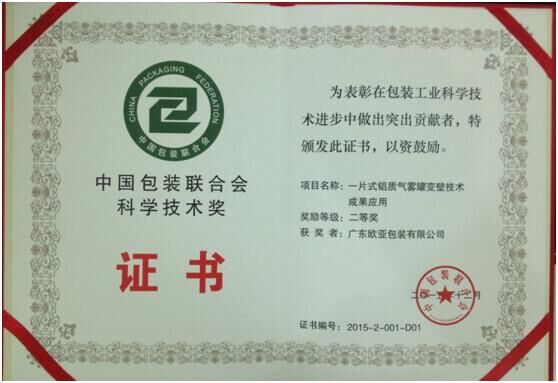 CHINA PACKAGING FEDERATION
中国包装联合会
中国包装联合会
科学技术奖
证书
为表彰在包装工业科学技
术进步中做出突出贡献者，特
颁发此证书，以资鼓励。
项目名称：一片式铝质气雾罐变壁技术
成果应用
奖励等级：二等奖
获 奖 者：广东欧亚包装有限公司
中国包装联合会
十二月
证书编号：2015-2-001-D01